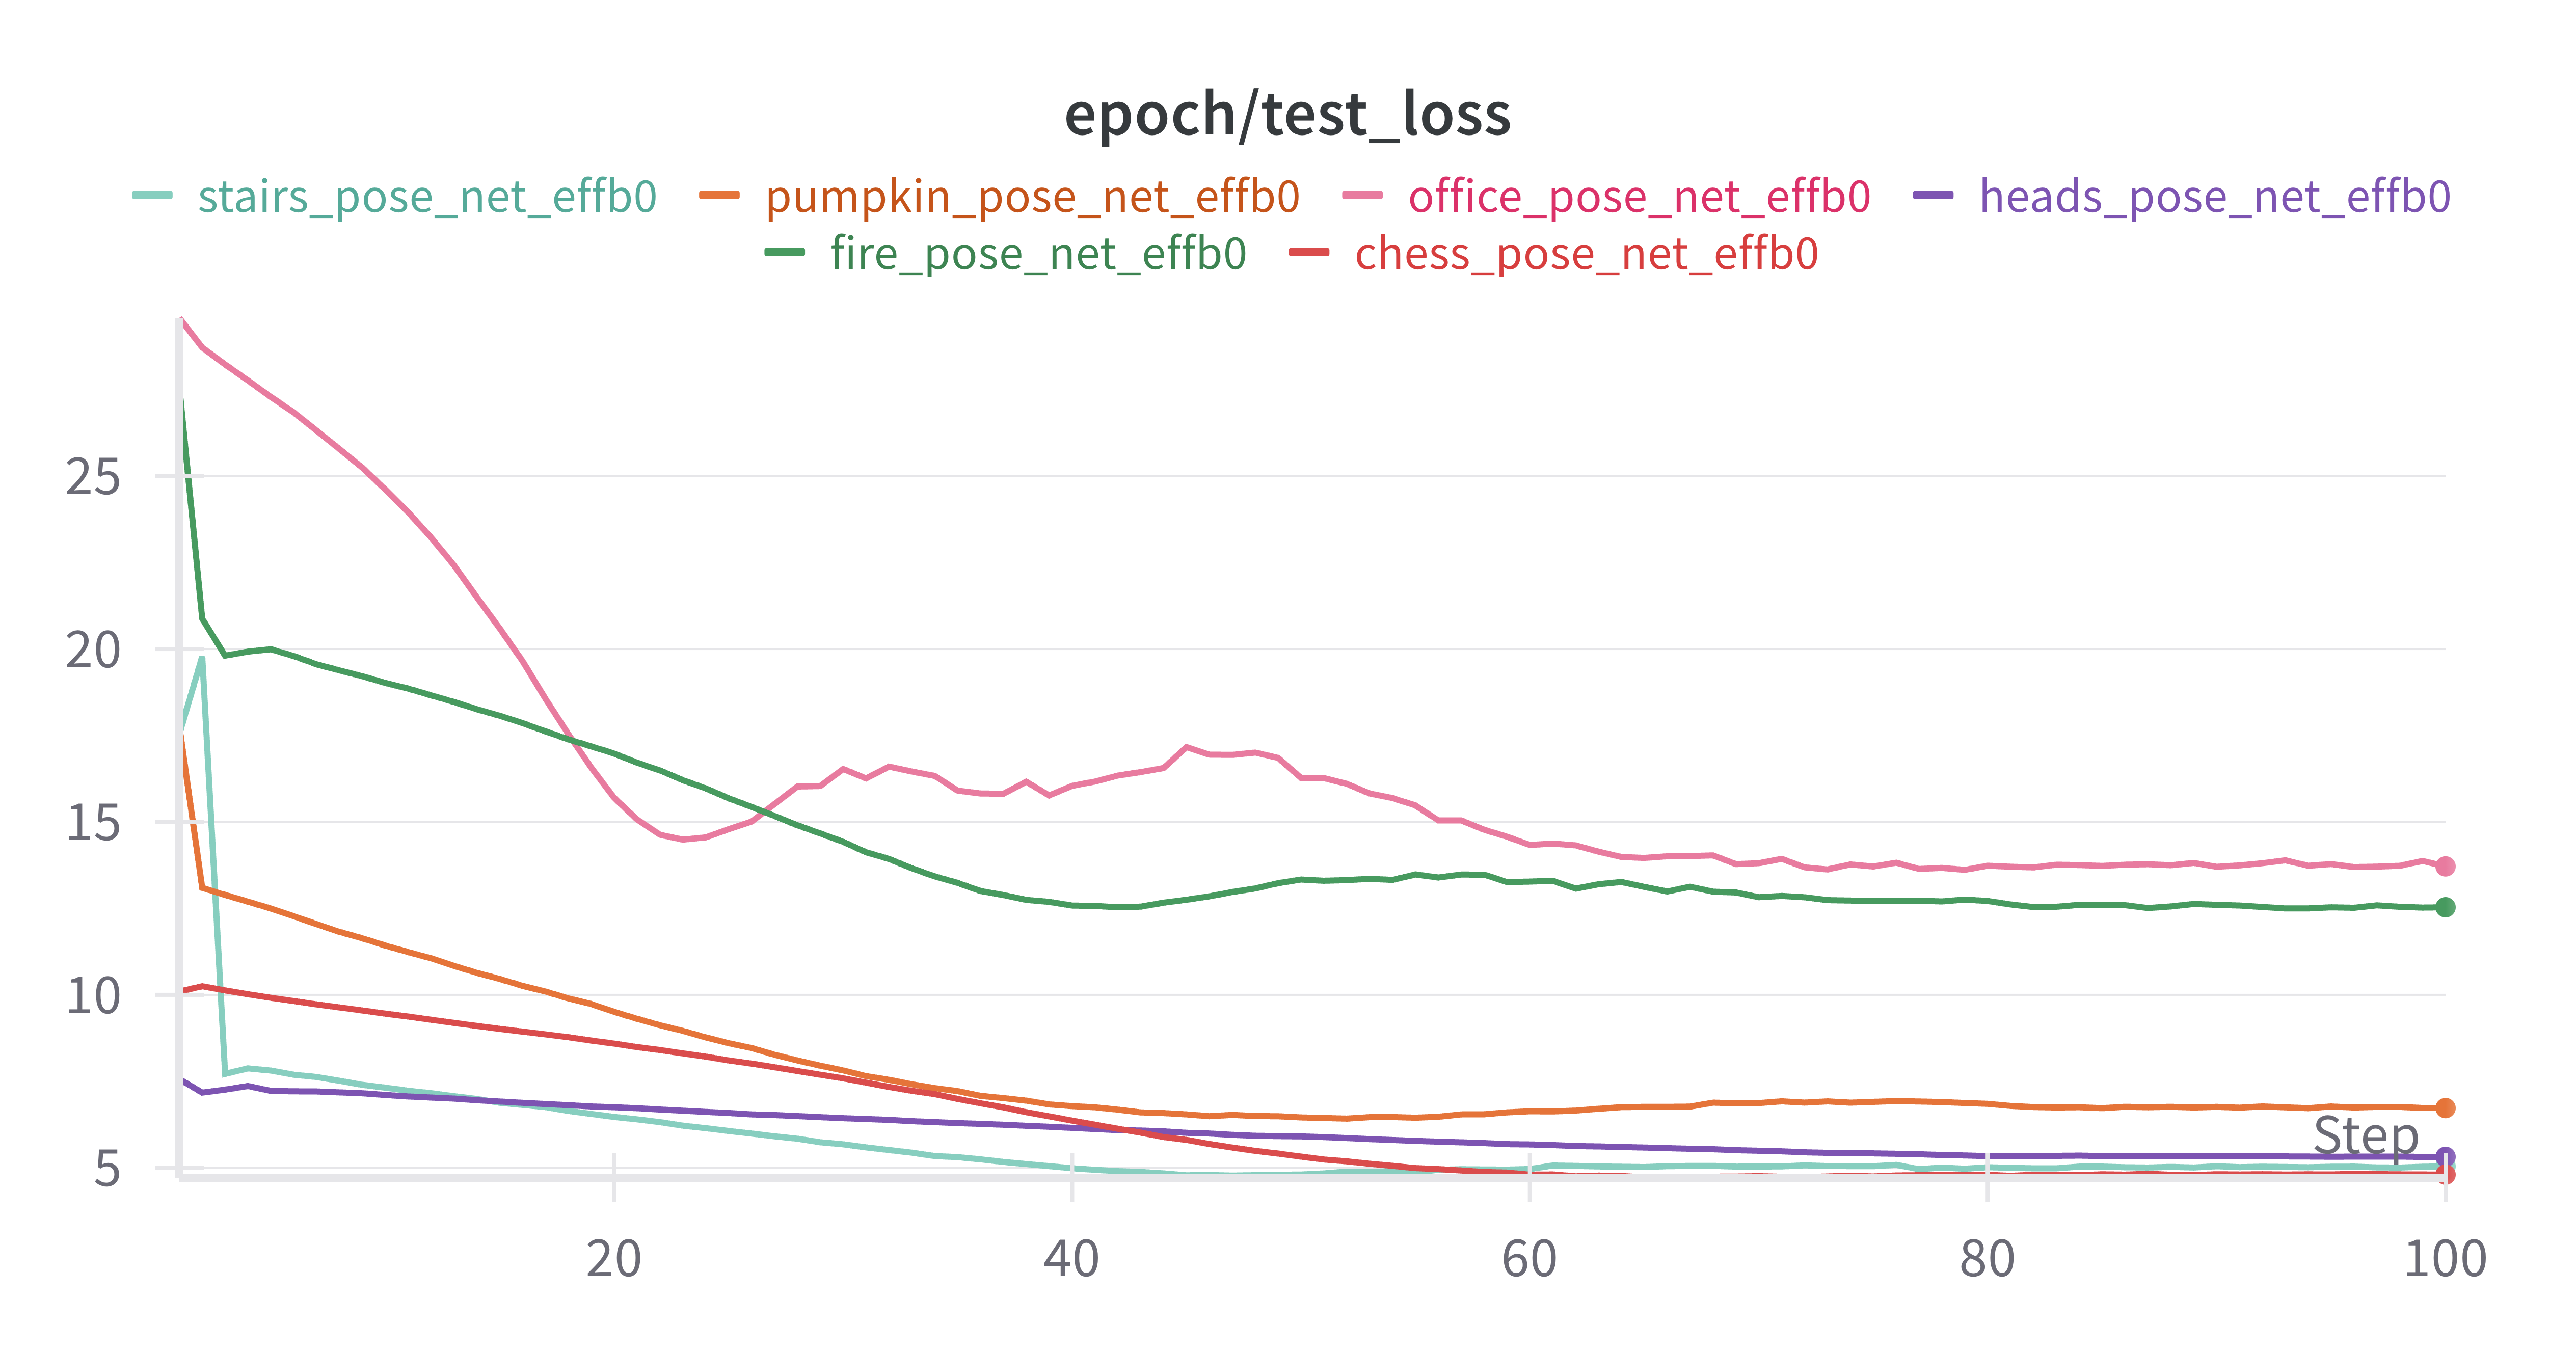 epoch/test_loss
stairs_pose_net_effb0 pumpkin_pose_net_effb0 office_pose_net_effb0 heads_pose_net_effb0
fire_pose_net_effb0 chess_pose_net_effb0
25
20
15
10
5
Step
20 40 60 80 100